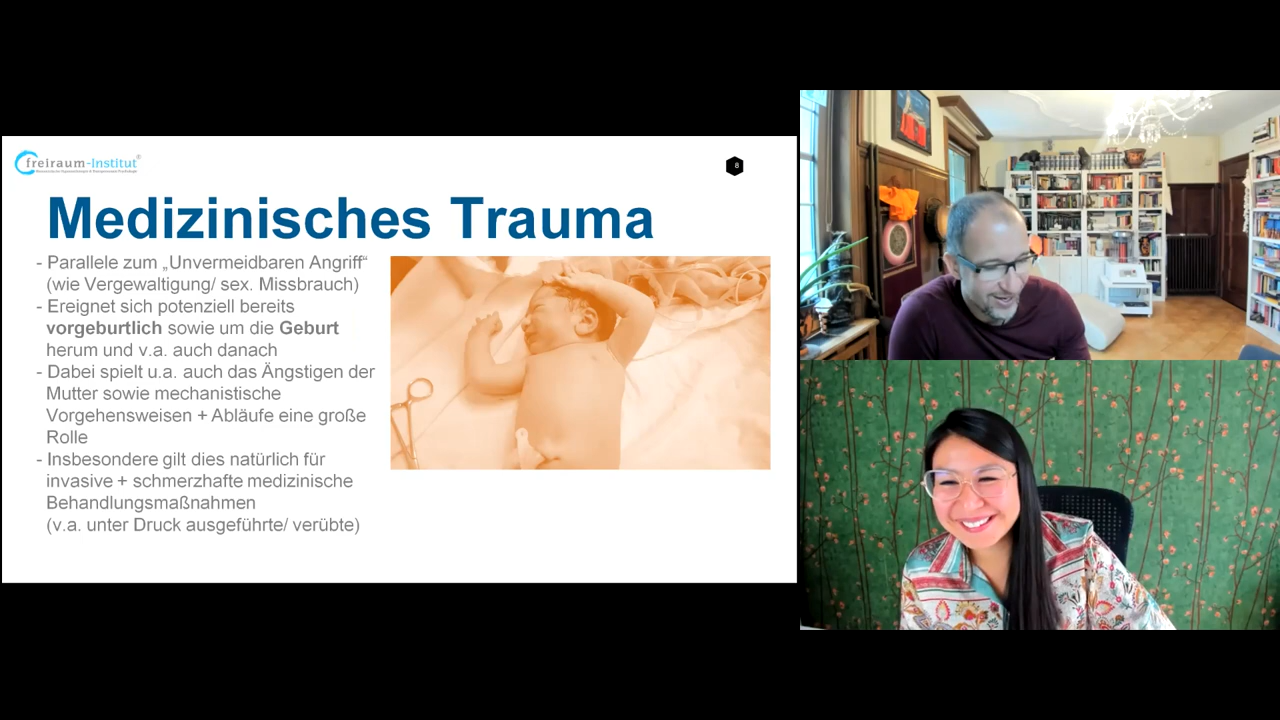 freiraum-Institut®
8
Medizinisches Trauma
- Parallele zum „Unvermeidbaren Angriff“
(wie Vergewaltigung/ sex. Missbrauch)
- Ereignet sich potenziell bereits
vorgeburtlich sowie um die Geburt
herum und v.a. auch danach
- Dabei spielt u.a. auch das Ängstigen der
Mutter sowie mechanistische
Vorgehensweisen + Abläufe eine große
Rolle
- Insbesondere gilt dies natürlich für
invasive + schmerzhafte medizinische
Behandlungsmaßnahmen
(v.a. unter Druck ausgeführte/ verübte)